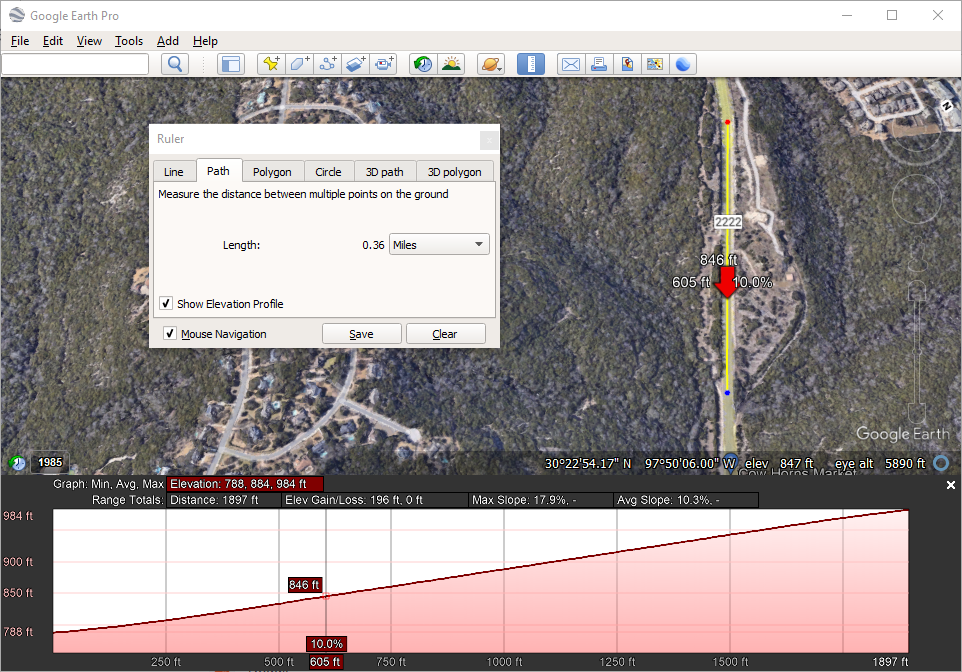 Google Earth Pro
File Edit View Tools Add Help
Ruler
Line Path Polygon Circle 3D path 3D polygon
Measure the distance between multiple points on the ground
Length: 0.36 Miles
Show Elevation Profile
Mouse Navigation Save Clear
N
2222
846 ft
605 ft 10.0%
Google Earth
1985
30°22'54.17" N 97°50'06.00" W elev 847 ft eye alt 5890 ft
Cow Horns Market
Graph: Min, Avg, Max Elevation: 788, 884, 984 ft
Range Totals: Distance: 1897 ft Elev Gain/Loss: 196 ft, 0 ft Max Slope: 17.9%, - Avg Slope: 10.3%, -
984 ft
900 ft
850 ft
788 ft
846 ft
10.0%
250 ft 500 ft 605 ft 750 ft 1000 ft 1250 ft 1500 ft 1897 ft